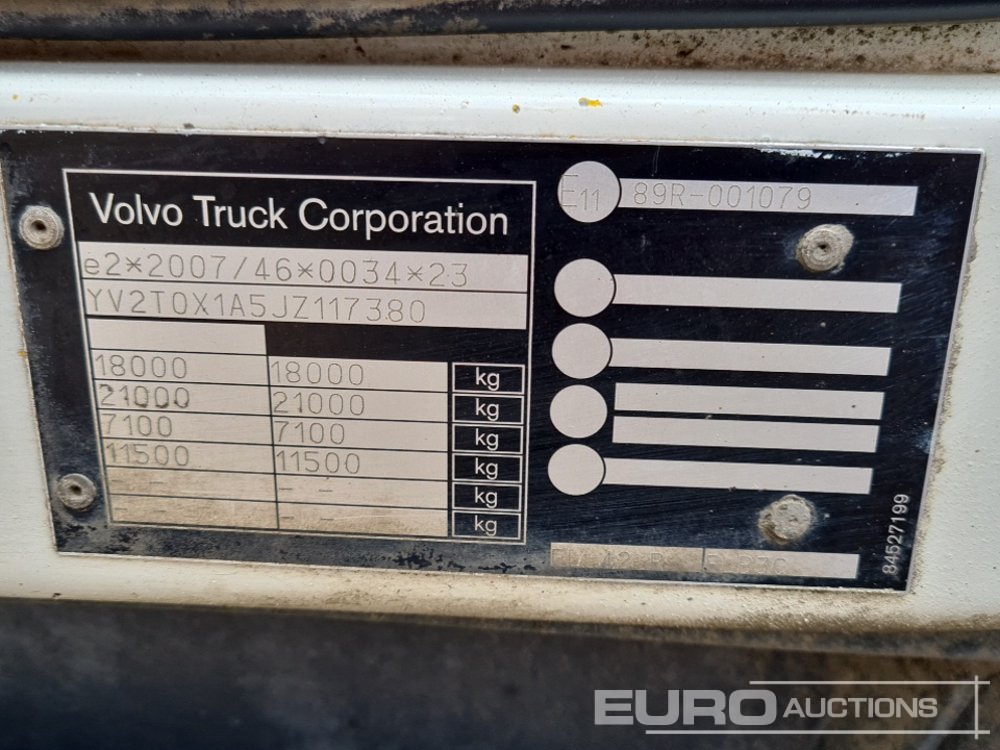 Volvo Truck Corporation
e2*2007/46*0034*23
YV2T0X1A5JZ117380
18000 18000 kg
21000 21000 kg
7100 7100 kg
11500 11500 kg
- - - - kg
- - - - kg
E11 89R-001079
84527199
EURO AUCTIONS